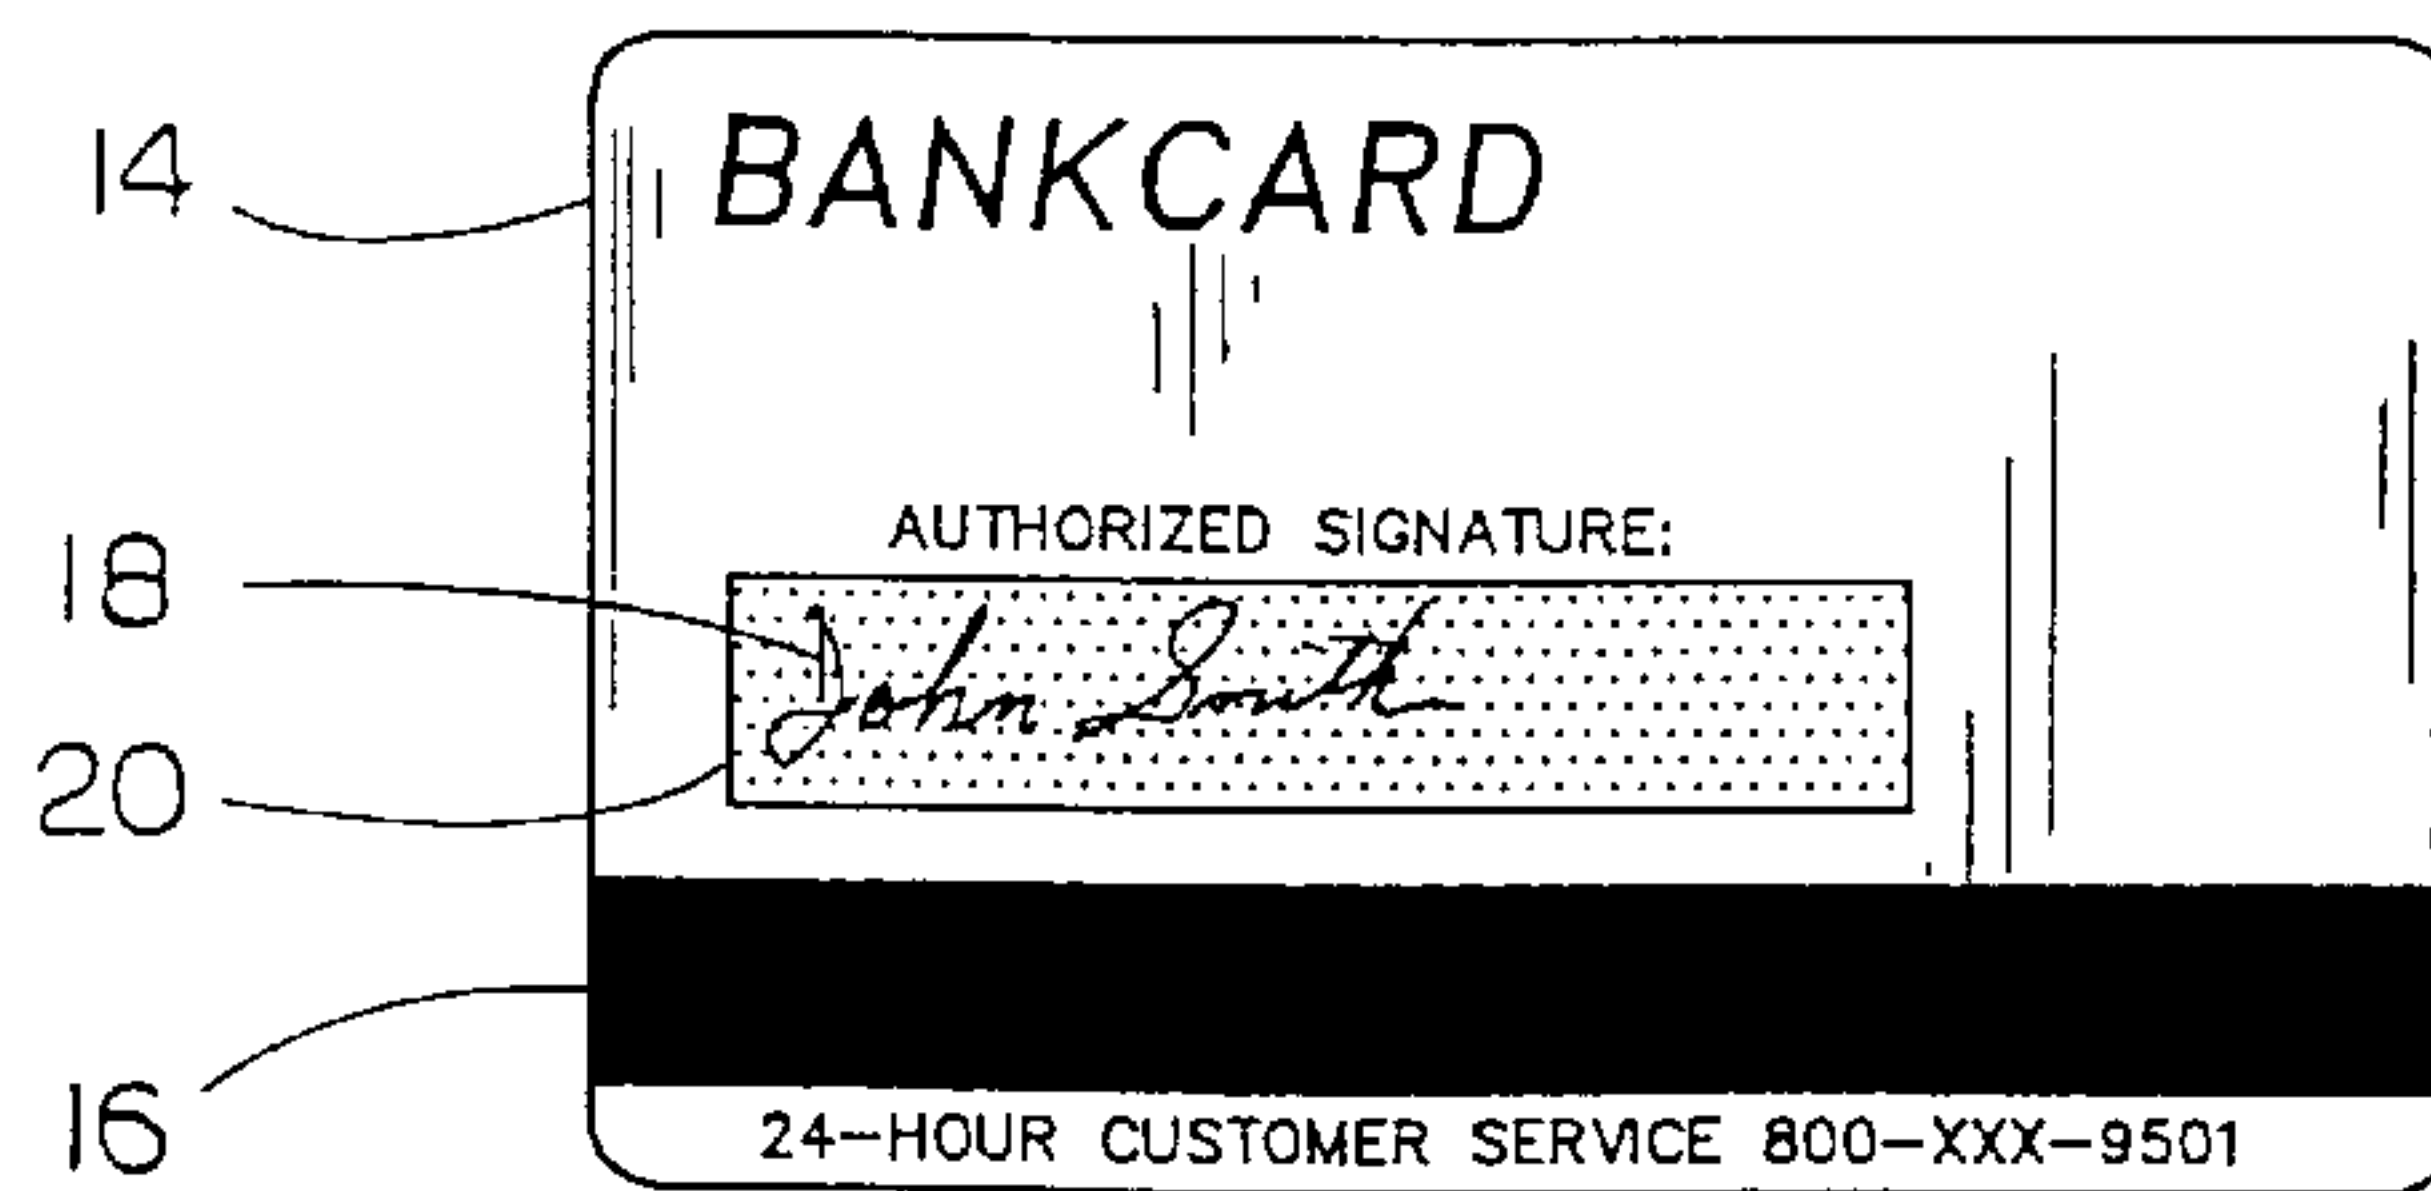 14
BANKCARD
AUTHORIZED SIGNATURE:
18
John Smith
20
16
24-HOUR CUSTOMER SERVICE 800-XXX-9501